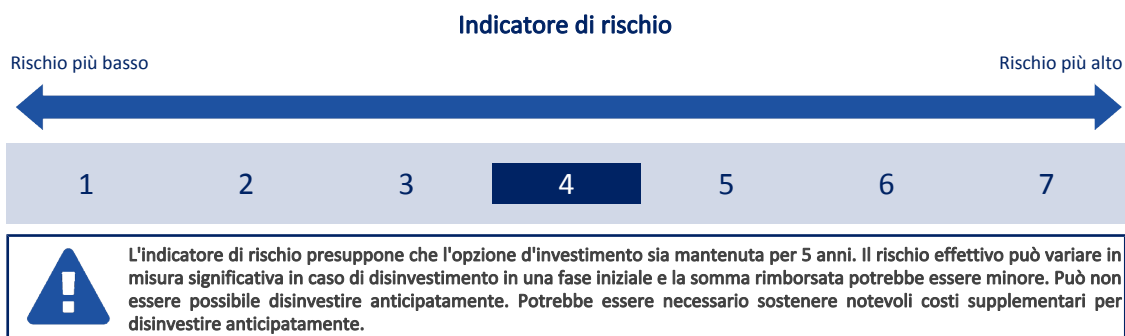 Indicatore di rischio
Rischio più basso
Rischio più alto
1 2 3 4 5 6 7
L'indicatore di rischio presuppone che l'opzione d'investimento sia mantenuta per 5 anni. Il rischio effettivo può variare in
misura significativa in caso di disinvestimento in una fase iniziale e la somma rimborsata potrebbe essere minore. Può non
essere possibile disinvestire anticipatamente. Potrebbe essere necessario sostenere notevoli costi supplementari per
disinvestire anticipatamente.